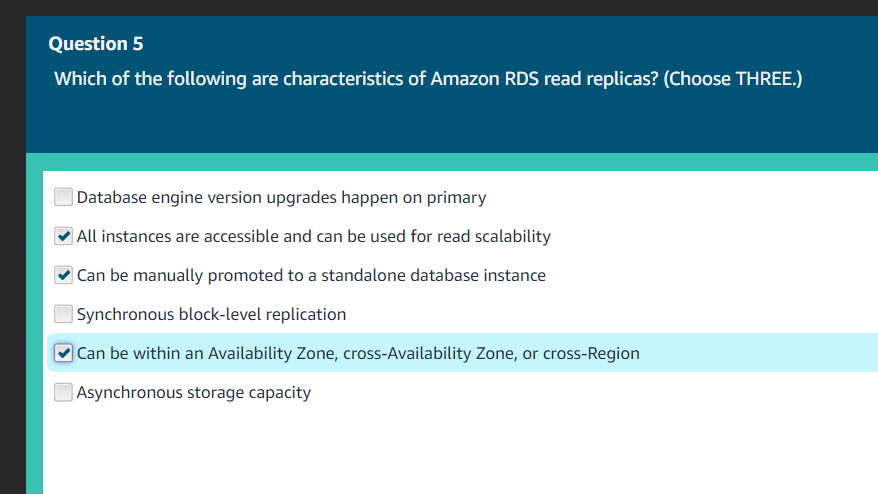 Question 5
Which of the following are characteristics of Amazon RDS read replicas? (Choose THREE.)
Database engine version upgrades happen on primary
All instances are accessible and can be used for read scalability
Can be manually promoted to a standalone database instance
Synchronous block-level replication
Can be within an Availability Zone, cross-Availability Zone, or cross-Region
Asynchronous storage capacity